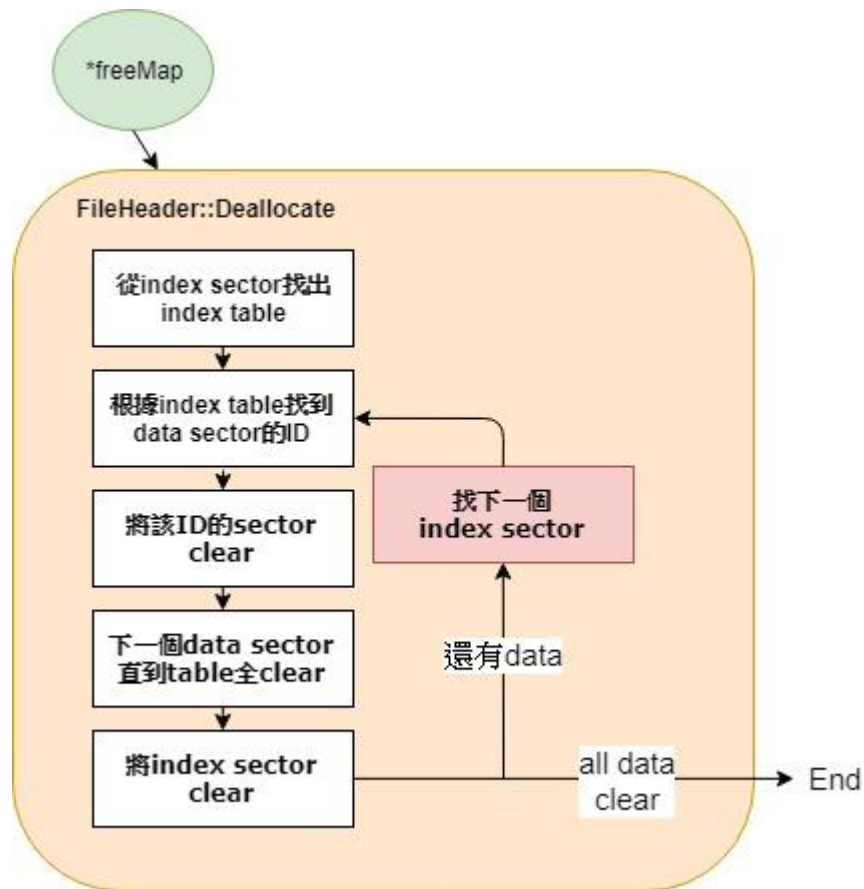 *freeMap
FileHeader::Deallocate
從index sector找出
index table
根據index table找到
data sector的ID
將該ID的sector
clear
下一個data sector
直到table全clear
將index sector
clear
找下一個
index sector
還有data
all data
clear
End